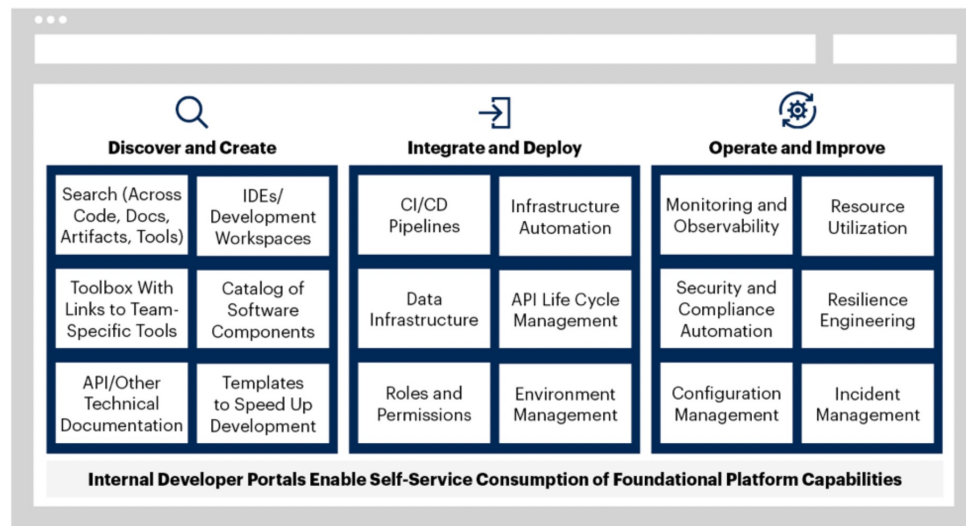 Discover and Create
Search (Across
Code, Docs,
Artifacts, Tools)
IDEs/
Development
Workspaces
Toolbox With
Links to Team-
Specific Tools
Catalog of
Software
Components
API/Other
Technical
Documentation
Templates
to Speed Up
Development
Integrate and Deploy
CI/CD
Pipelines
Infrastructure
Automation
Data
Infrastructure
API Life Cycle
Management
Roles and
Permissions
Environment
Management
Operate and Improve
Monitoring and
Observability
Resource
Utilization
Security and
Compliance
Automation
Resilience
Engineering
Configuration
Management
Incident
Management
Internal Developer Portals Enable Self-Service Consumption of Foundational Platform Capabilities